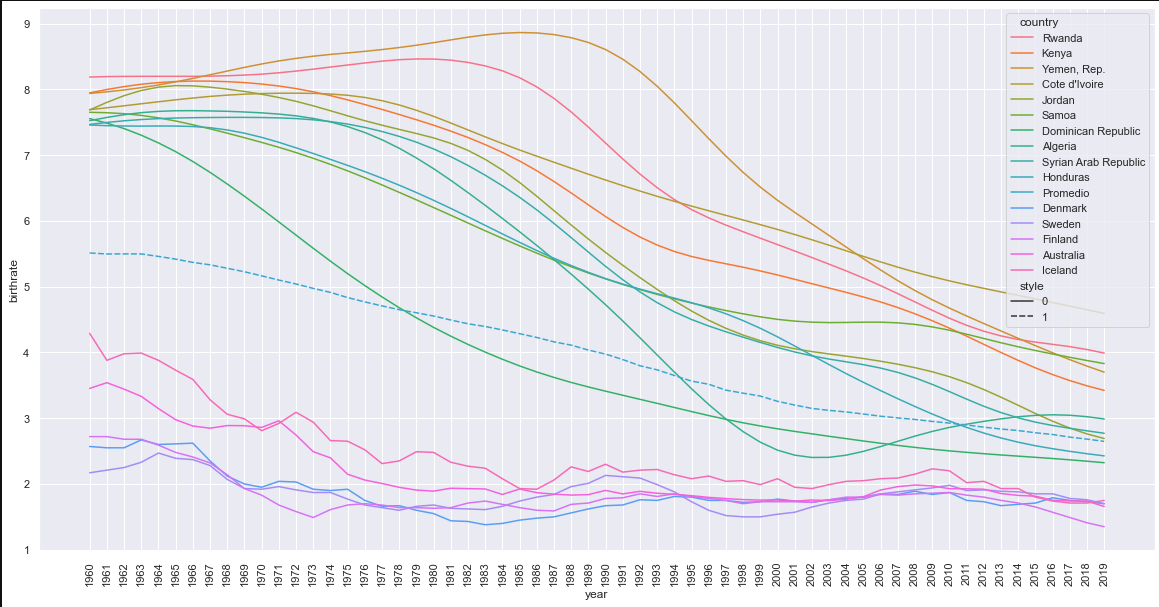 9
8
7
6
5
4
3
2
1
birthrate
1960 1961 1962 1963 1964 1965 1966 1967 1968 1969 1970 1971 1972 1973 1974 1975 1976 1977 1978 1979 1980 1981 1982 1983 1984 1985 1986 1987 1988 1989 1990 1991 1992 1993 1994 1995 1996 1997 1998 1999 2000 2001 2002 2003 2004 2005 2006 2007 2008 2009 2010 2011 2012 2013 2014 2015 2016 2017 2018 2019
year
country
Rwanda
Kenya
Yemen, Rep.
Cote d'Ivoire
Jordan
Samoa
Dominican Republic
Algeria
Syrian Arab Republic
Honduras
Promedio
Denmark
Sweden
Finland
Australia
Iceland
style
0
1